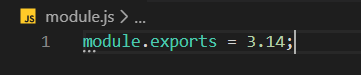 JS module.js > ...
1 module.exports = 3.14;